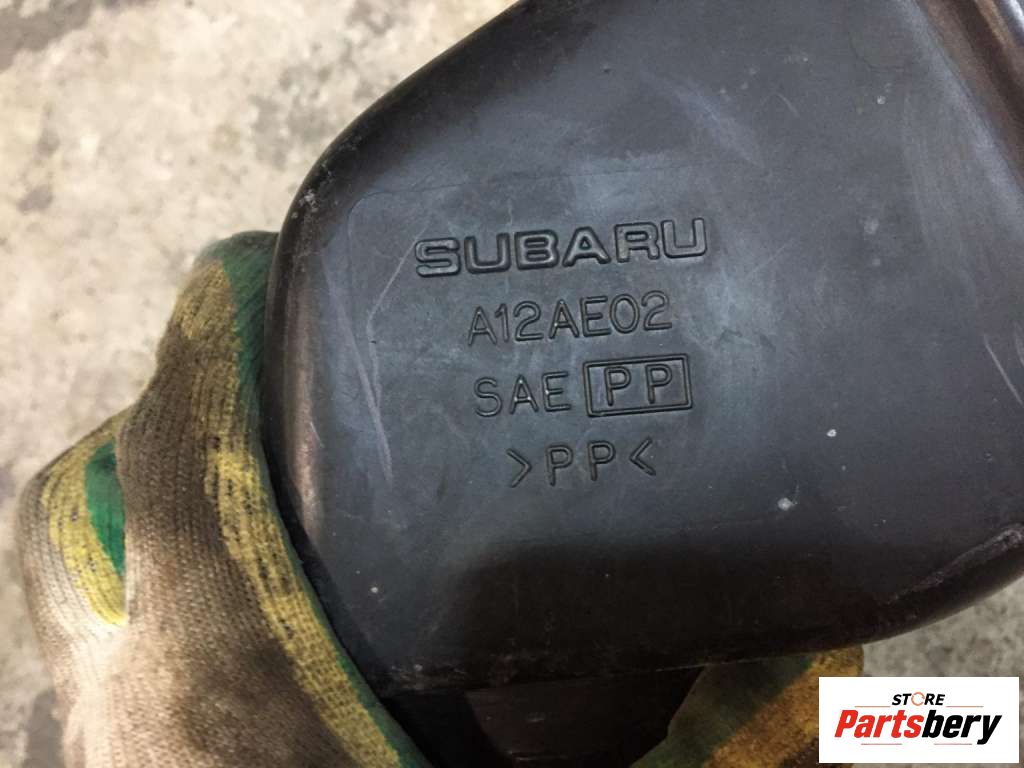 SUBARU
A12AE02
SAE PP
>PP<
STORE
Partsbery